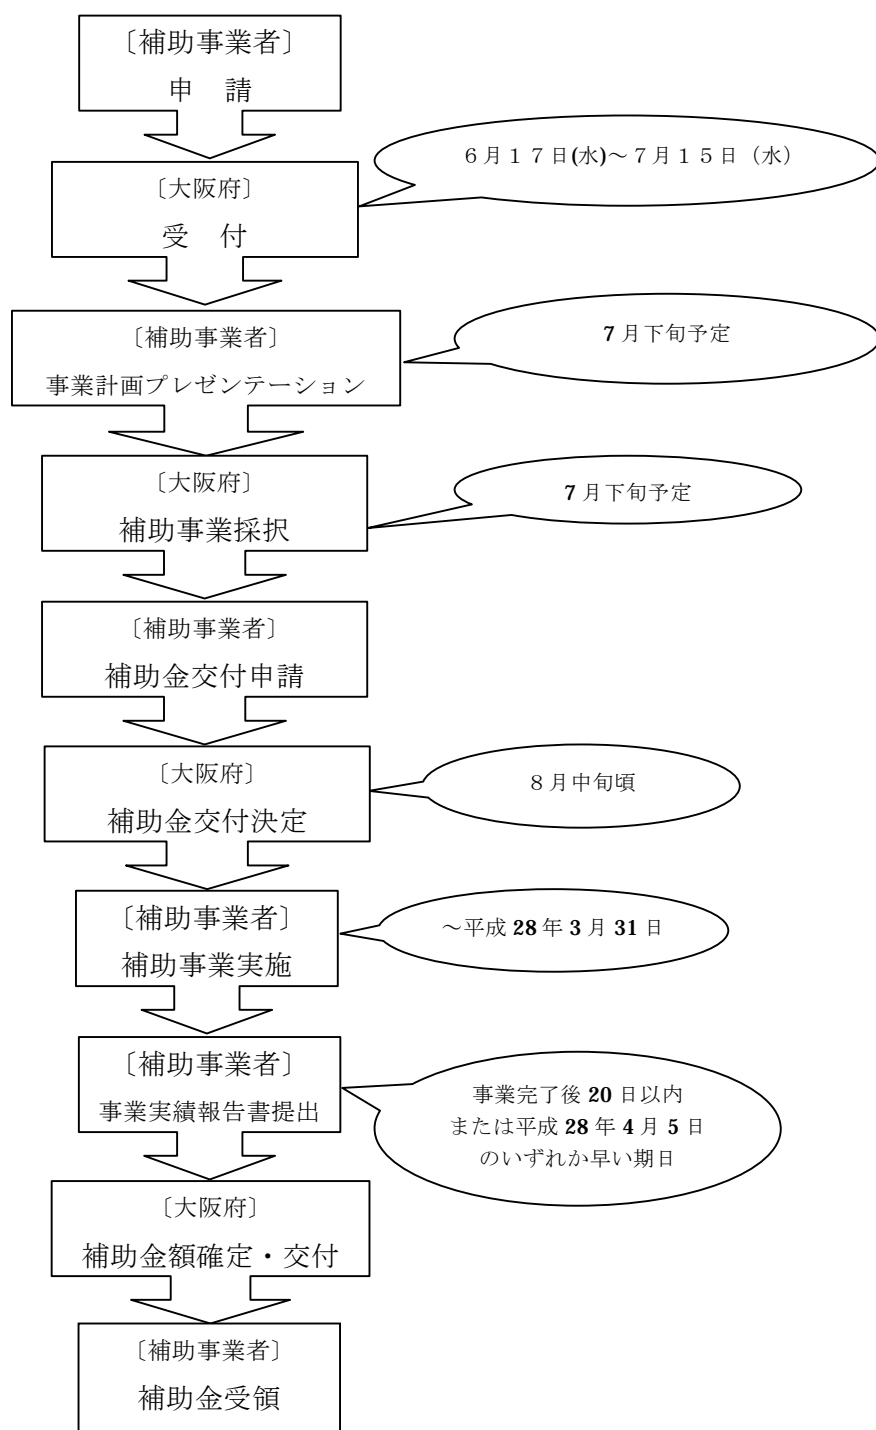 〔補助事業者〕
申　請
６月１７日(水)～７月１５日（水）
〔大阪府〕
受　付
〔補助事業者〕
事業計画プレゼンテーション
7 月下旬予定
〔大阪府〕
補助事業採択
7 月下旬予定
〔補助事業者〕
補助金交付申請
〔大阪府〕
補助金交付決定
８月中旬頃
〔補助事業者〕
補助事業実施
～平成 28 年 3 月 31 日
〔補助事業者〕
事業実績報告書提出
事業完了後 20 日以内
または平成 28 年 4 月 5 日
のいずれか早い期日
〔大阪府〕
補助金額確定・交付
〔補助事業者〕
補助金受領